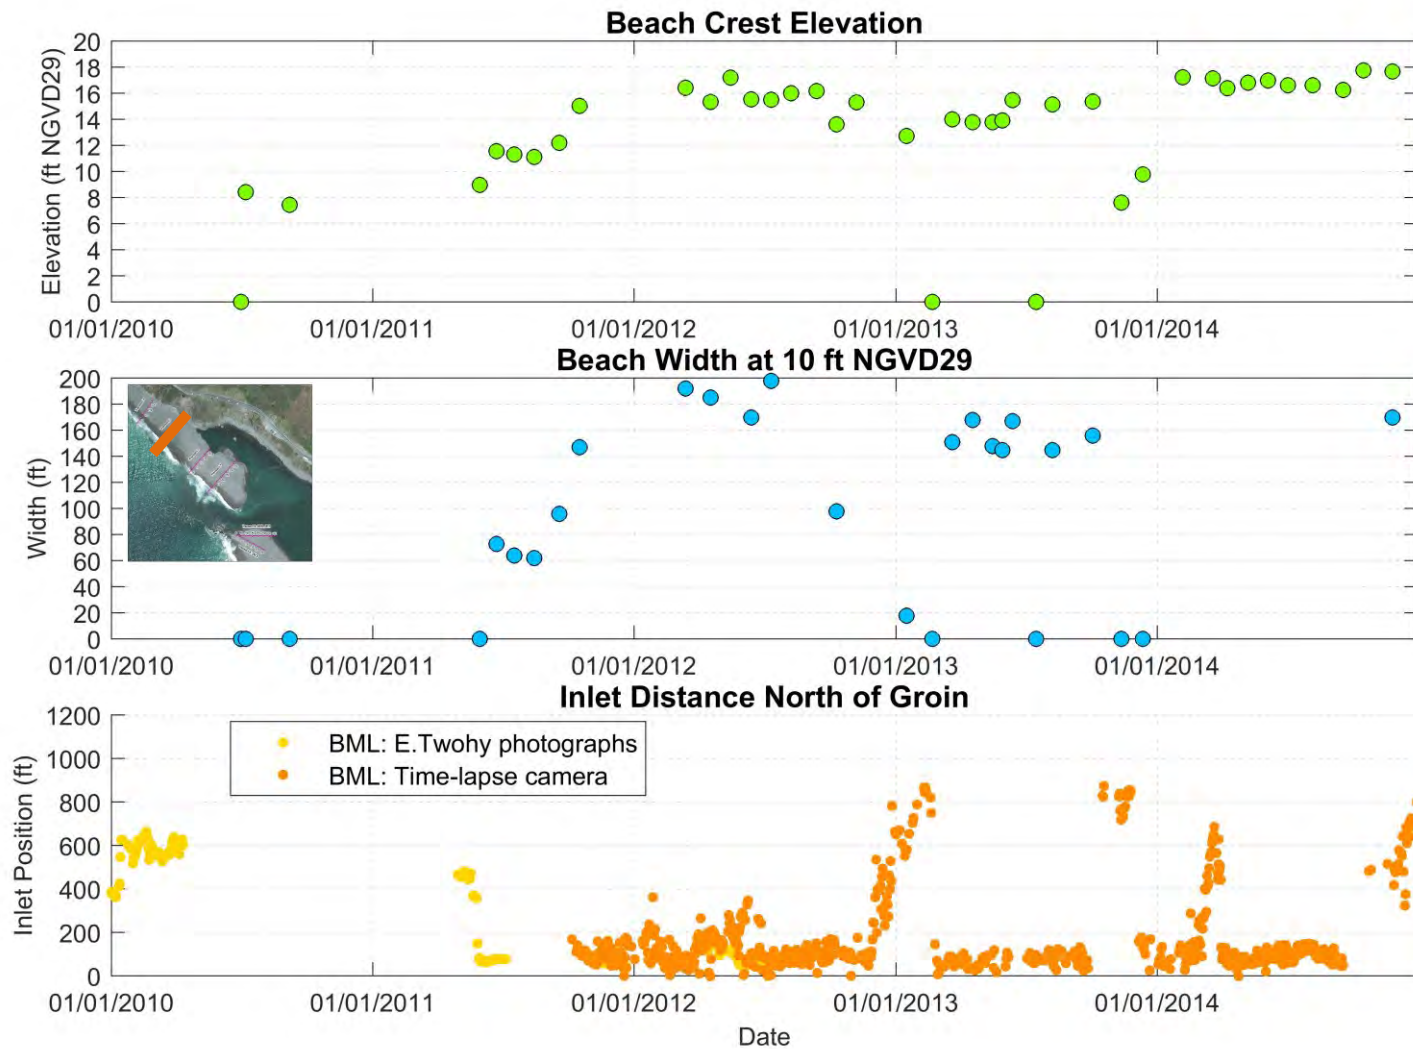 Beach Crest Elevation
Elevation (ft NGVD29)
20
18
16
14
12
10
8
6
4
2
0
01/01/2010 01/01/2011 01/01/2012 01/01/2013 01/01/2014
Beach Width at 10 ft NGVD29
Width (ft)
200
180
160
140
120
100
80
60
40
20
0
01/01/2010 01/01/2011 01/01/2012 01/01/2013 01/01/2014
Inlet Distance North of Groin
Inlet Position (ft)
1200
1000
800
600
400
200
0
BML: E.Twohy photographs
BML: Time-lapse camera
01/01/2010 01/01/2011 01/01/2012 01/01/2013 01/01/2014
Date